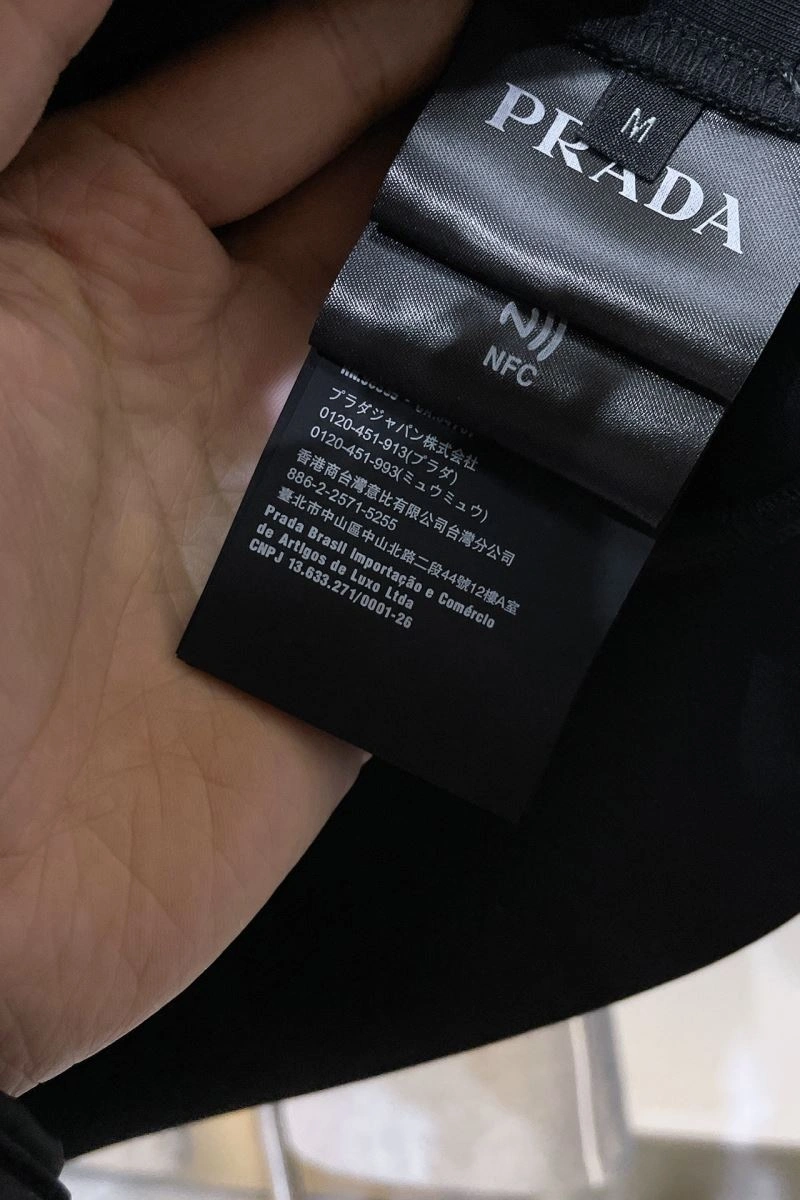 PRADA
M
NFC
プラダジャパン株式会社
0120-451-913(プラダ)
0120-451-993(ミュウミュウ)
香港商台灣意比有限公司台灣分公司
886-2-2571-5255
臺北市中山區中山北路二段44號12樓A室
Prada Brasil Importação e Comércio
de Artigos de Luxo Ltda
CNPJ 13.633.271/0001-26